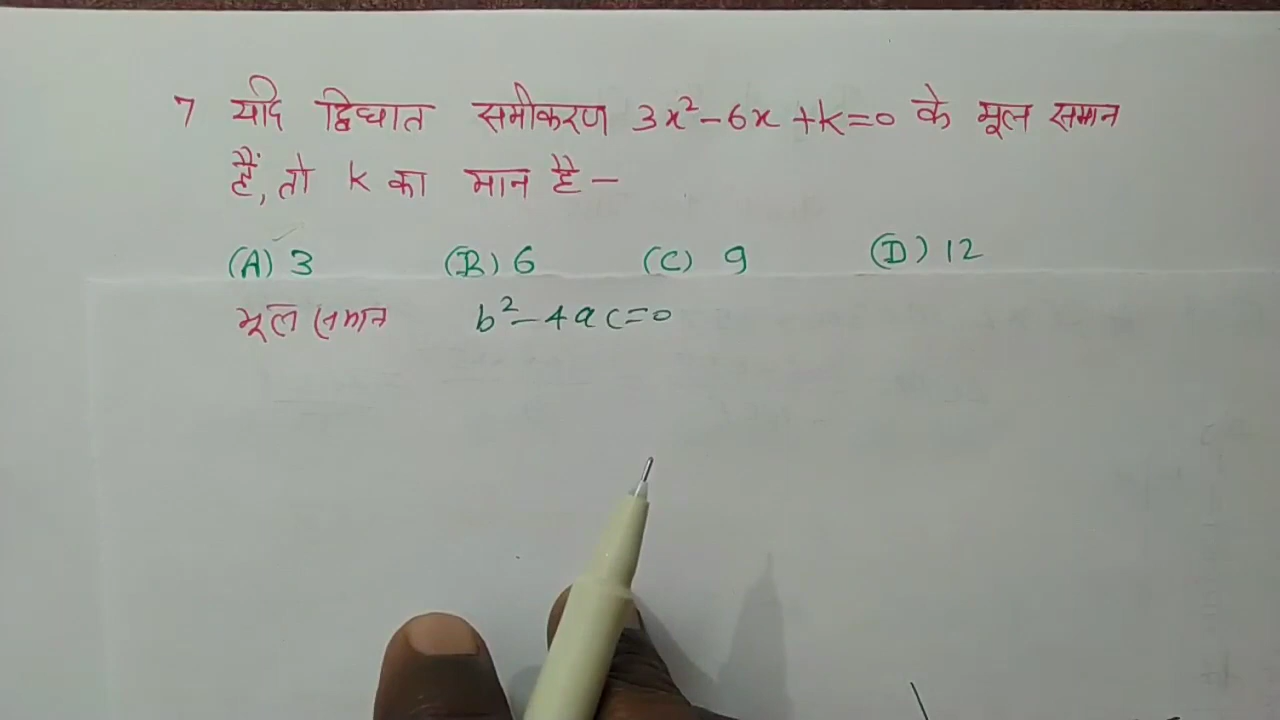 7 यदि द्विघात समीकरण 3x²-6x+k=0 के मूल समान
हैं, तो k का मान है -
(A) 3 (B) 6 (C) 9 (D) 12
मूल समान b²-4ac=0